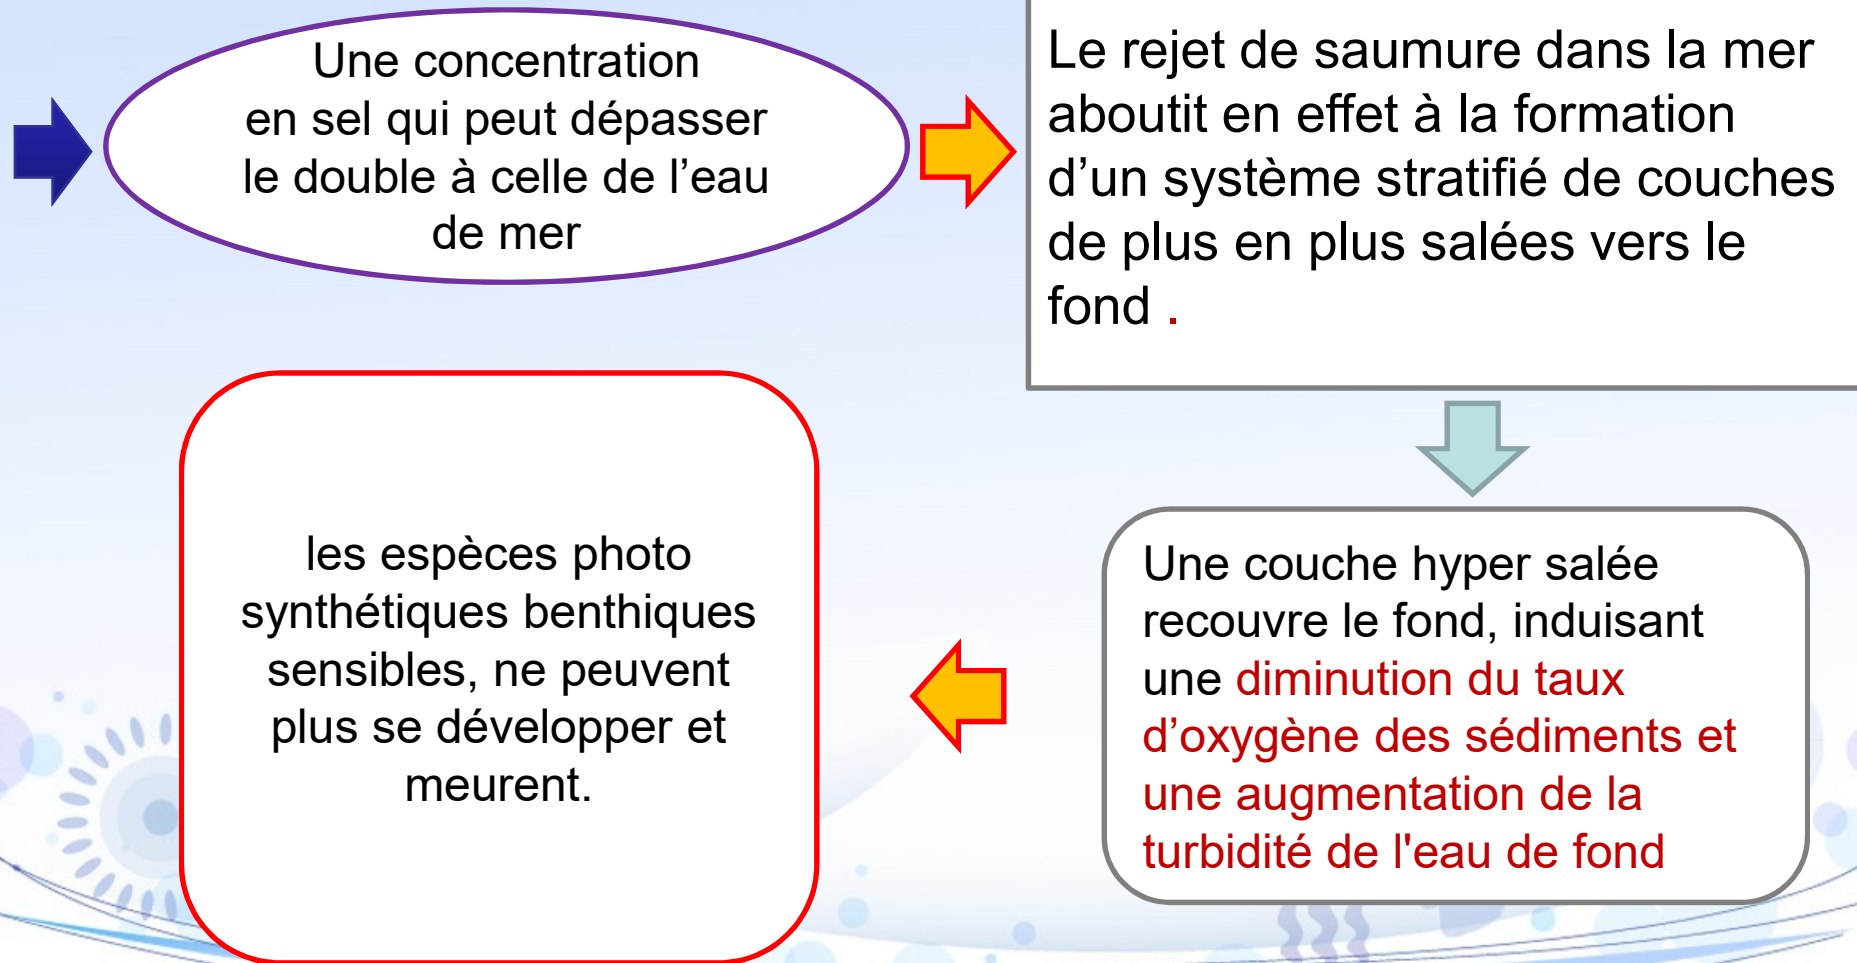 Une concentration
en sel qui peut dépasser
le double à celle de l’eau
de mer
Le rejet de saumure dans la mer
aboutit en effet à la formation
d’un système stratifié de couches
de plus en plus salées vers le
fond .
Une couche hyper salée
recouvre le fond, induisant
une diminution du taux
d’oxygène des sédiments et
une augmentation de la
turbidité de l'eau de fond
les espèces photo
synthétiques benthiques
sensibles, ne peuvent
plus se développer et
meurent.